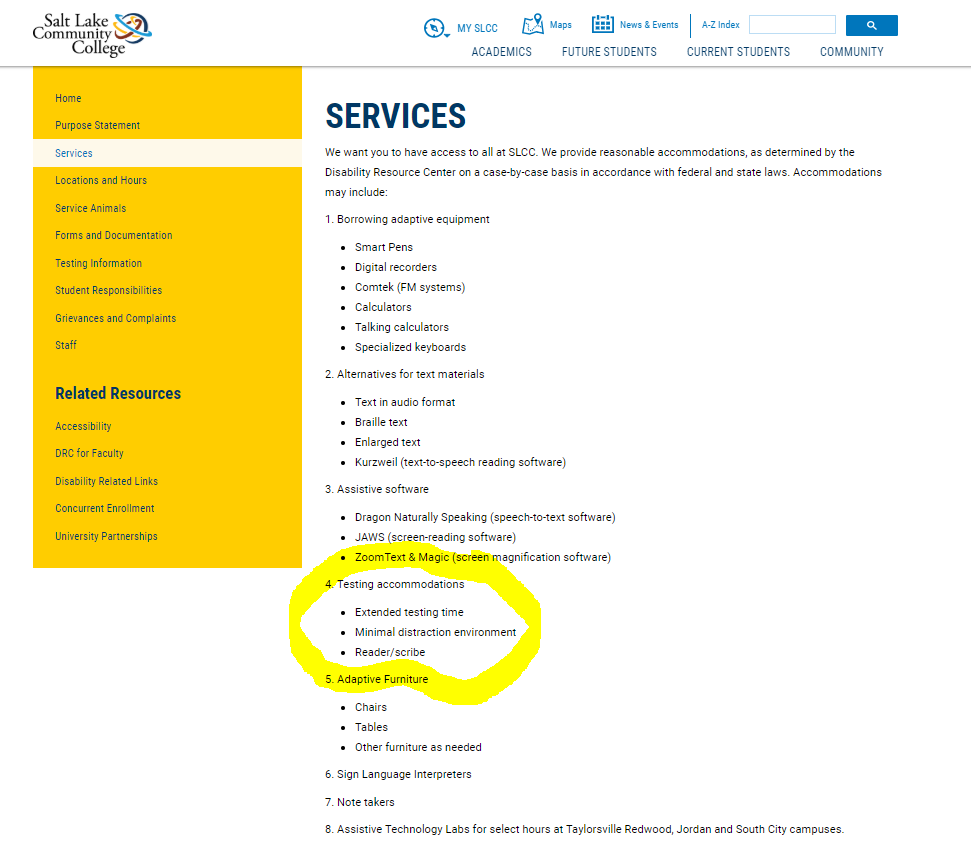 Salt Lake
Community
College
MY SLCC
Maps
News & Events
A-Z Index
ACADEMICS
FUTURE STUDENTS
CURRENT STUDENTS
COMMUNITY
Home
Purpose Statement
Services
Locations and Hours
Service Animals
Forms and Documentation
Testing Information
Student Responsibilities
Grievances and Complaints
Staff
Related Resources
Accessibility
DRC for Faculty
Disability Related Links
Concurrent Enrollment
University Partnerships
SERVICES
We want you to have access to all at SLCC. We provide reasonable accommodations, as determined by the
Disability Resource Center on a case-by-case basis in accordance with federal and state laws. Accommodations
may include:
1. Borrowing adaptive equipment
• Smart Pens
• Digital recorders
• Comtek (FM systems)
• Calculators
• Talking calculators
• Specialized keyboards
2. Alternatives for text materials
• Text in audio format
• Braille text
• Enlarged text
• Kurzweil (text-to-speech reading software)
3. Assistive software
• Dragon Naturally Speaking (speech-to-text software)
• JAWS (screen-reading software)
• ZoomText & Magic (screen magnification software)
4. Testing accommodations
• Extended testing time
• Minimal distraction environment
• Reader/scribe
5. Adaptive Furniture
• Chairs
• Tables
• Other furniture as needed
6. Sign Language Interpreters
7. Note takers
8. Assistive Technology Labs for select hours at Taylorsville Redwood, Jordan and South City campuses.